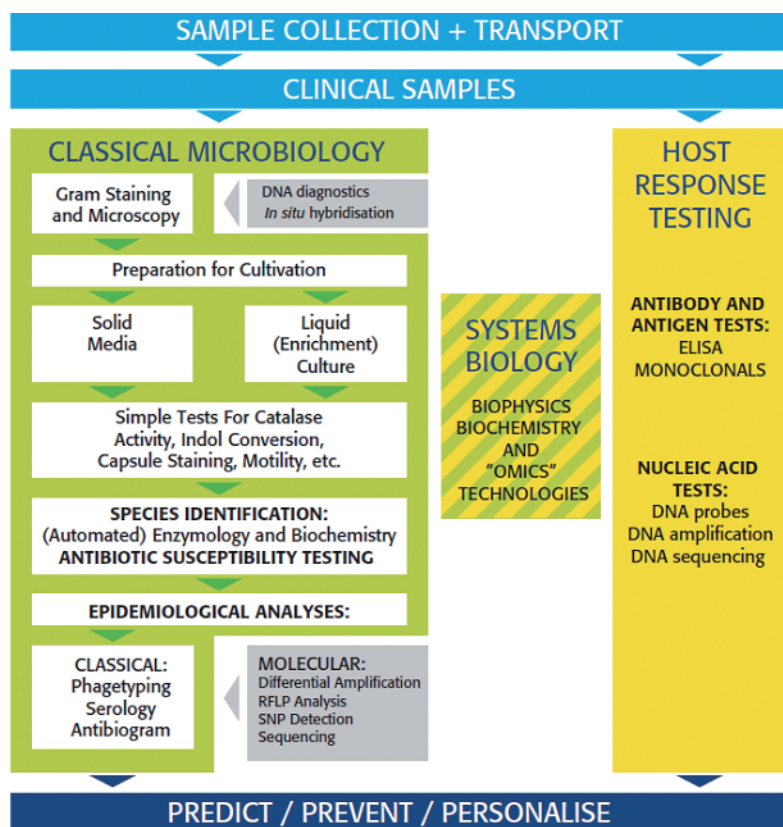 SAMPLE COLLECTION + TRANSPORT
CLINICAL SAMPLES
CLASSICAL MICROBIOLOGY
Gram Staining
and Microscopy
DNA diagnostics
In situ hybridisation
Preparation for Cultivation
Solid
Media
Liquid
(Enrichment)
Culture
Simple Tests For Catalase
Activity, Indol Conversion,
Capsule Staining, Motility, etc.
SPECIES IDENTIFICATION:
(Automated) Enzymology and Biochemistry
ANTIBIOTIC SUSCEPTIBILITY TESTING
EPIDEMIOLOGICAL ANALYSES:
CLASSICAL:
Phagetyping
Serology
Antibiogram
MOLECULAR:
Differential Amplification
RFLP Analysis
SNP Detection
Sequencing
SYSTEMS
BIOLOGY
BIOPHYSICS
BIOCHEMISTRY
AND
"OMICS"
TECHNOLOGIES
HOST
RESPONSE
TESTING
ANTIBODY AND
ANTIGEN TESTS:
ELISA
MONOCLONALS
NUCLEIC ACID
TESTS:
DNA probes
DNA amplification
DNA sequencing
PREDICT / PREVENT / PERSONALISE